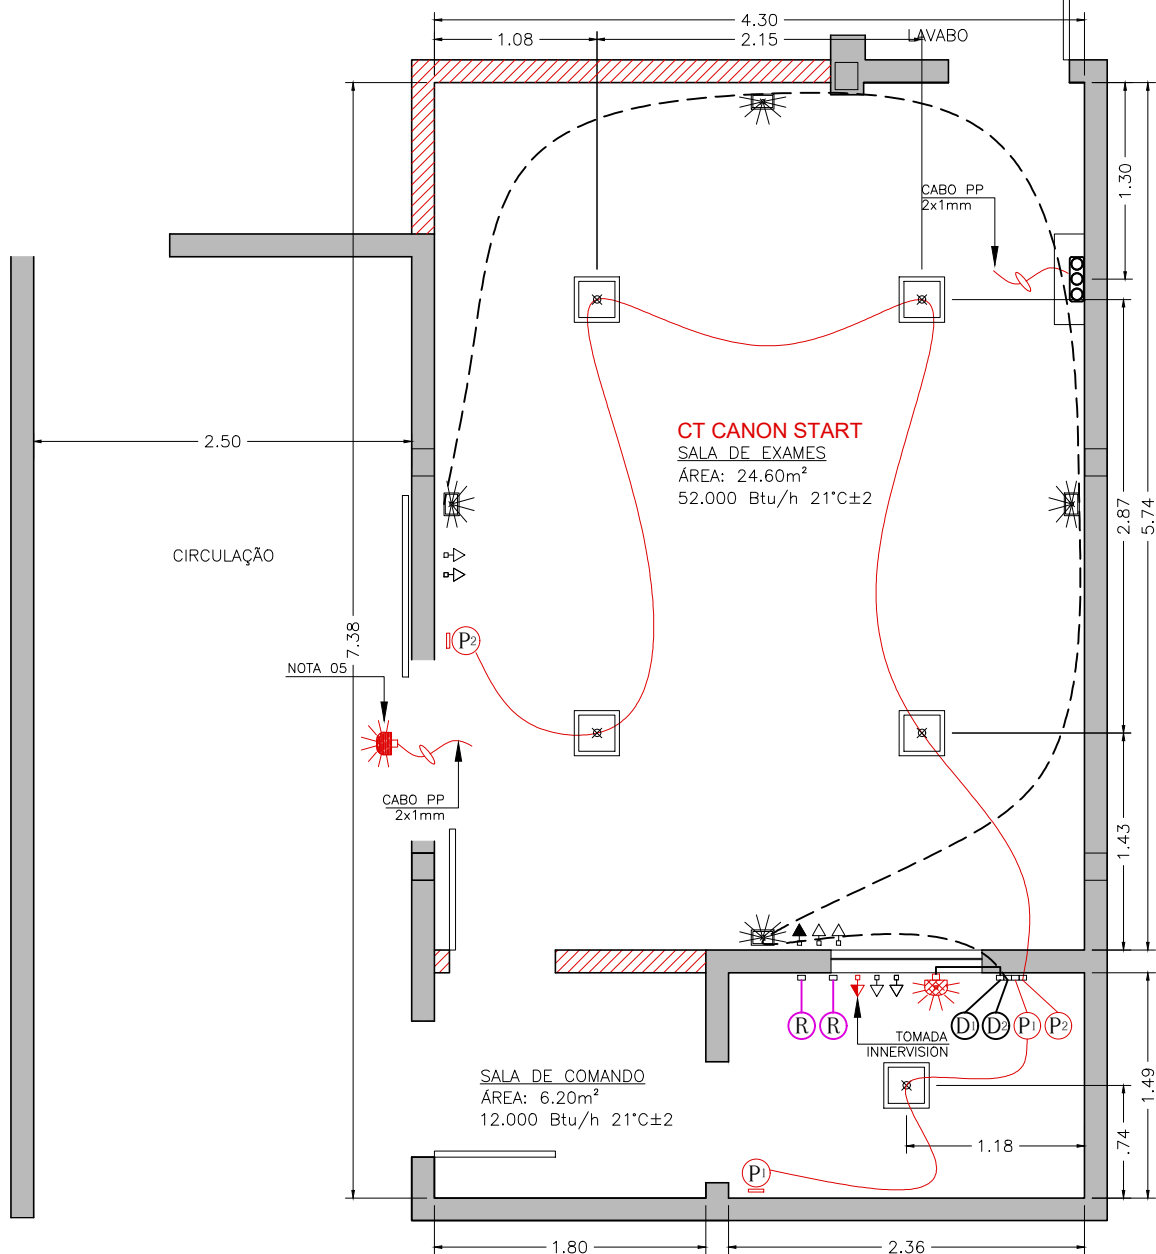 4.30
1.08
2.15
LAVABO
1.30
CABO PP
2x1mm
CT CANON START
SALA DE EXAMES
ÁREA: 24.60m²
52.000 Btu/h 21°C±2
2.50
2.87
5.74
CIRCULAÇÃO
7.38
P2
NOTA 05
CABO PP
2x1mm
1.43
R
R
D1
D2
P1
P2
TOMADA
INNERVISION
SALA DE COMANDO
ÁREA: 6.20m²
12.000 Btu/h 21°C±2
1.49
.74
1.18
P1
1.80
2.36